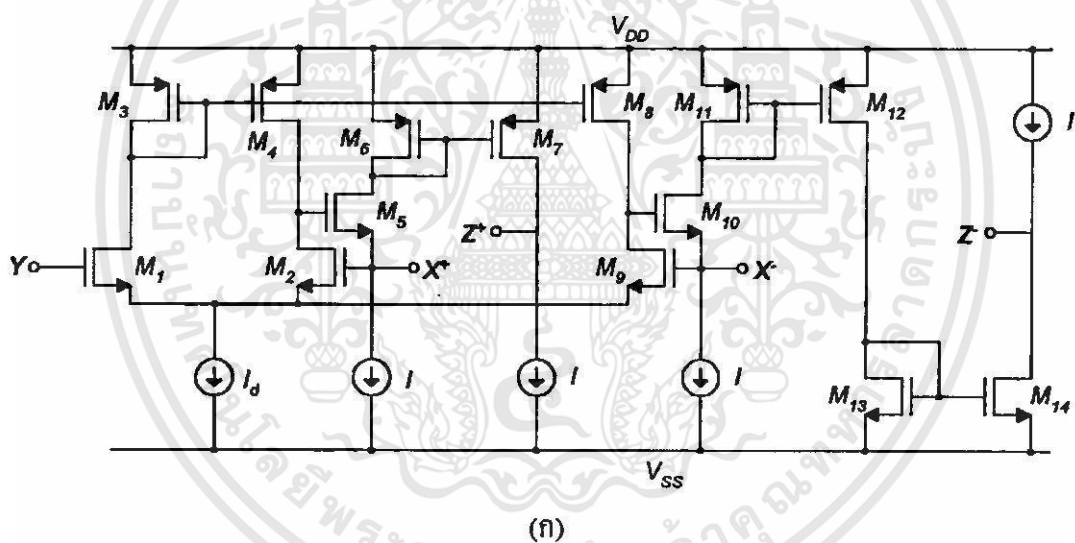 V_DD
M_3
M_4
M_6
M_7
M_8
M_11
M_12
I
M_5
M_10
Z⁺
Z⁻
Y
M_1
M_2
X⁺
M_9
X⁻
I_d
I
I
I
M_13
M_14
V_SS
(ก)